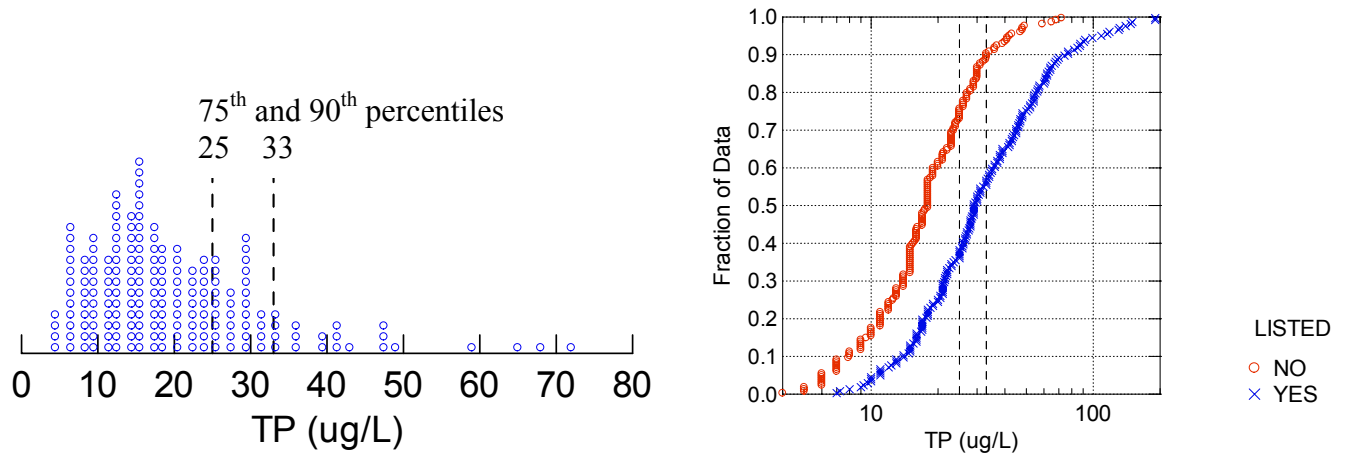 75th and 90th percentiles
25 33
0 10 20 30 40 50 60 70 80
TP (ug/L)
1.0
0.9
0.8
0.7
0.6
0.5
0.4
0.3
0.2
0.1
0.0
Fraction of Data
10 100
TP (ug/L)
LISTED
NO
YES